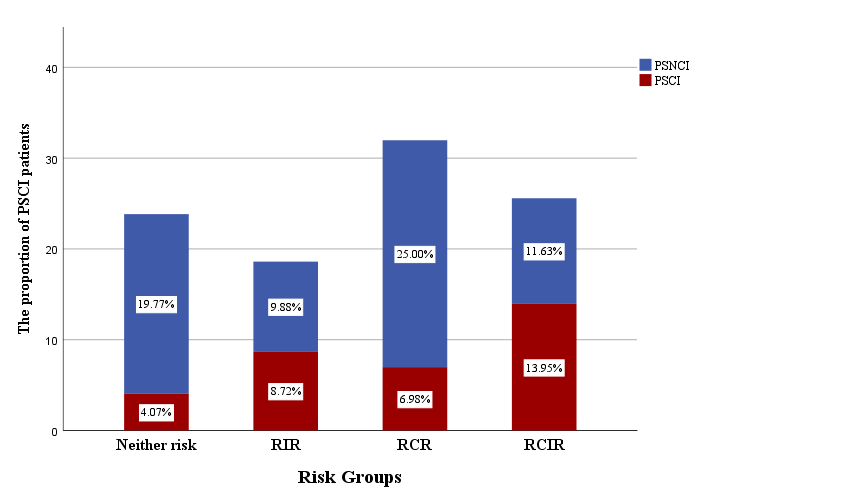 The proportion of PSCI patients
40
30
20
10
0
19.77%
4.07%
9.88%
8.72%
25.00%
6.98%
11.63%
13.95%
Neither risk
RIR
RCR
RCIR
Risk Groups
PSNCI
PSCI